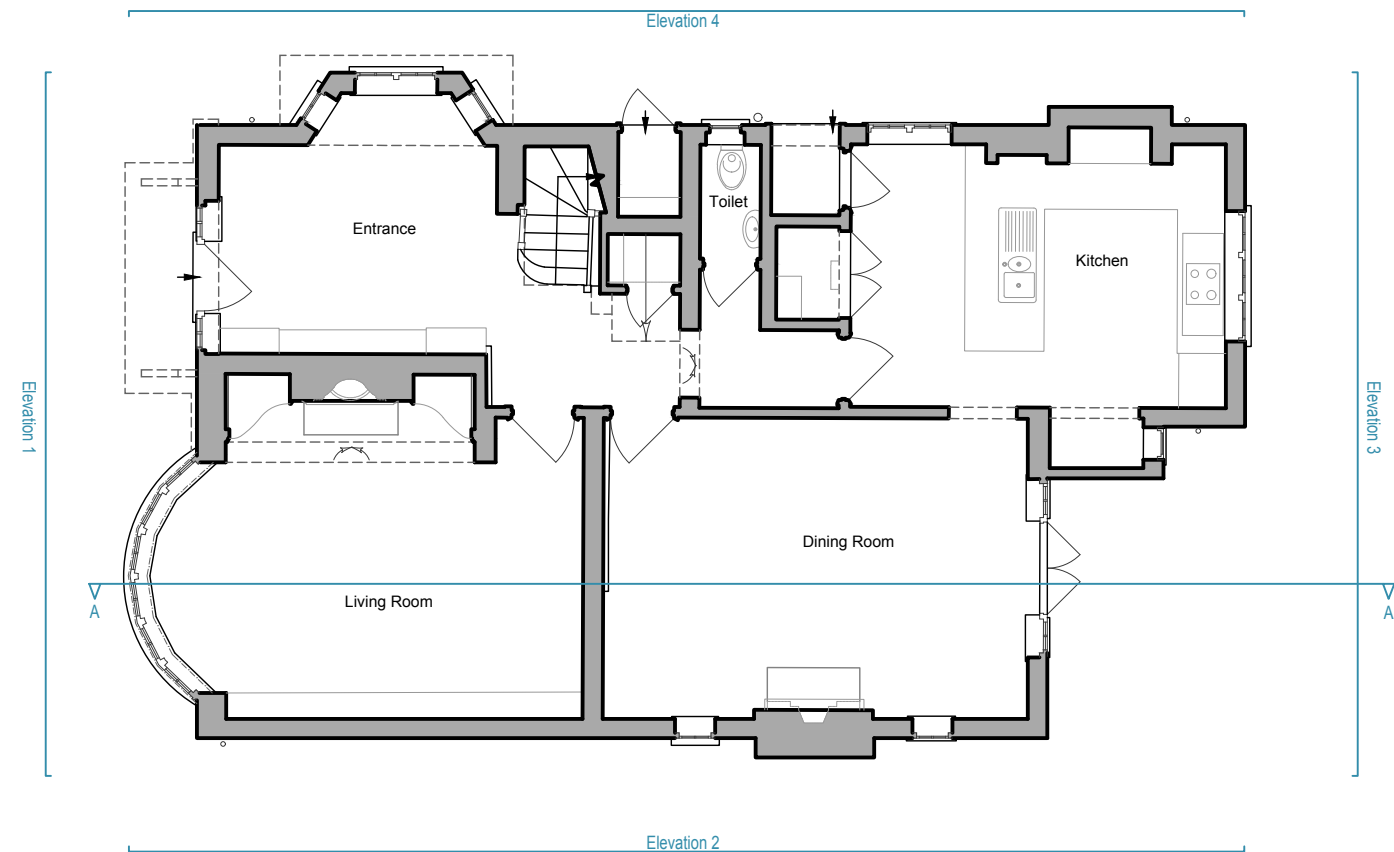 Elevation 4
Toilet
Entrance
Kitchen
Elevation 1
Elevation 3
Dining Room
Living Room
A
A
Elevation 2